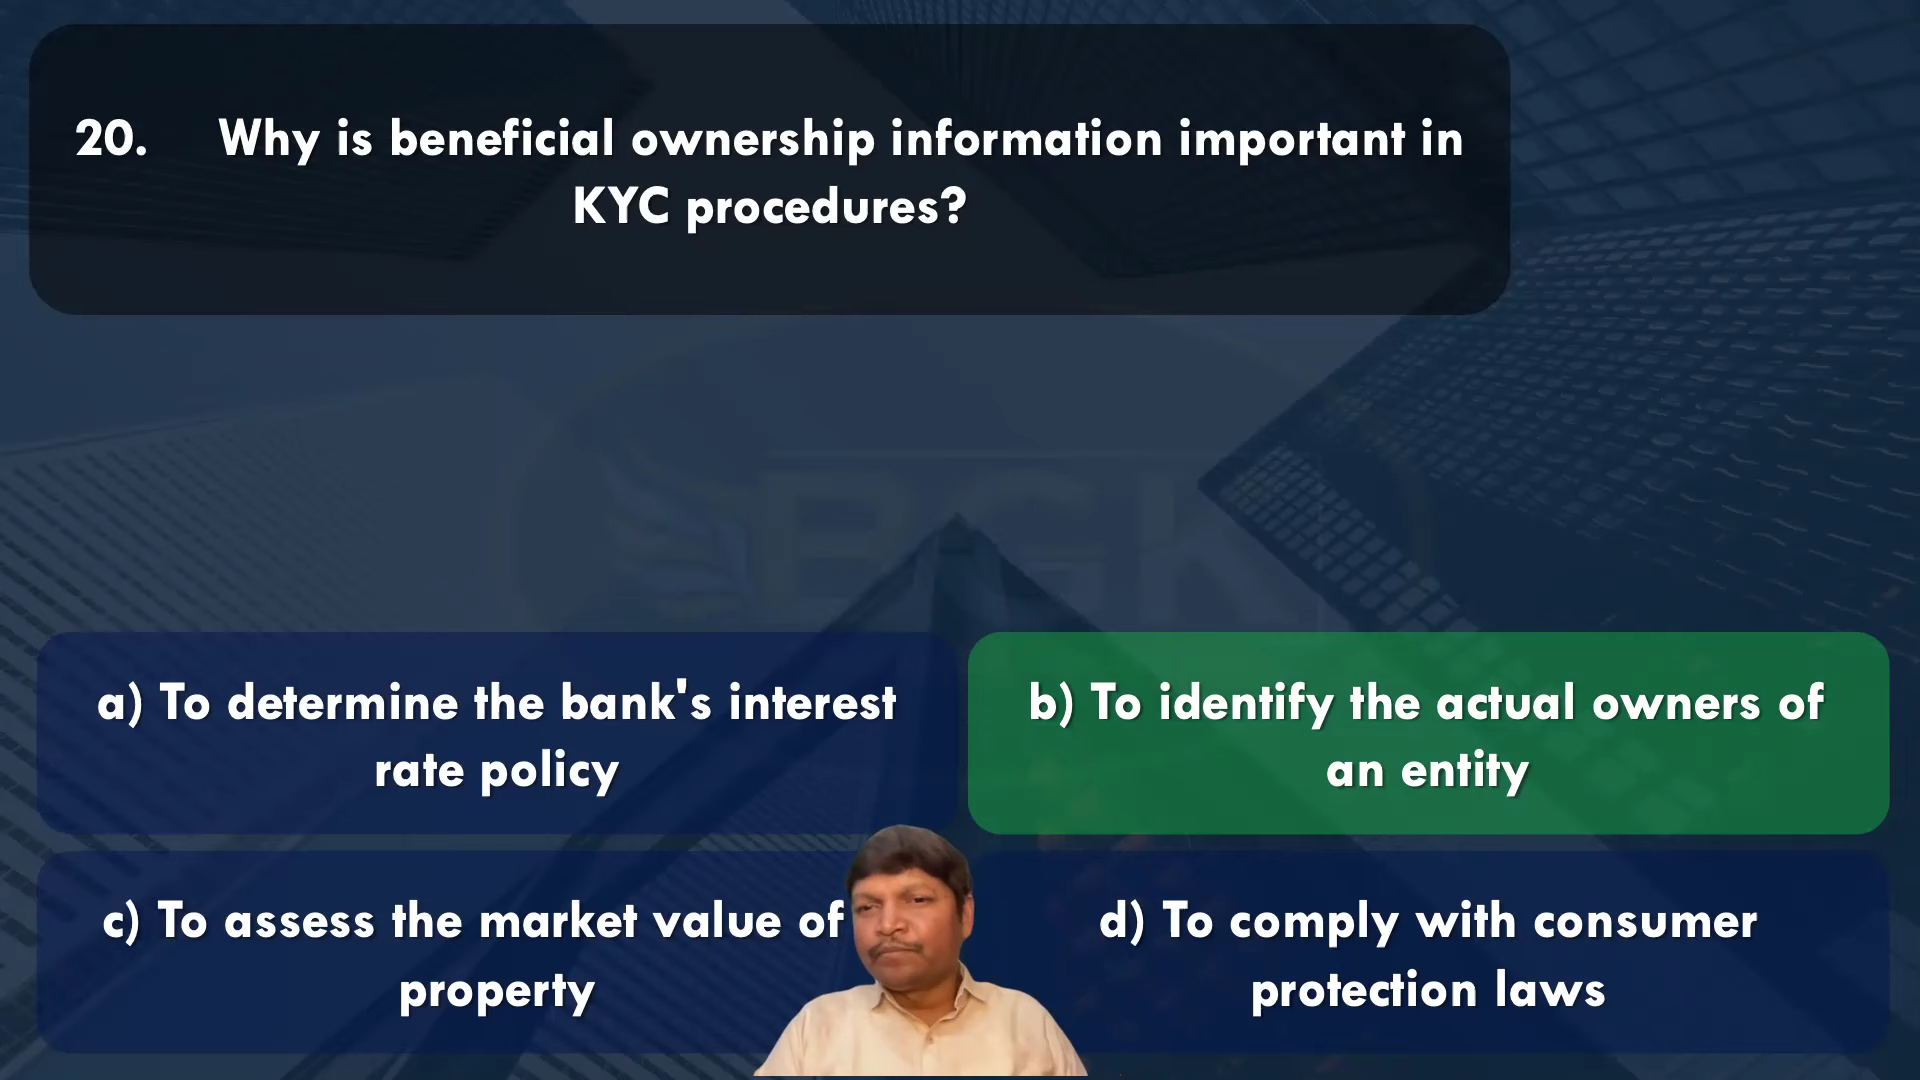 20. Why is beneficial ownership information important in
KYC procedures?
a) To determine the bank's interest
rate policy
b) To identify the actual owners of
an entity
c) To assess the market value of
property
d) To comply with consumer
protection laws